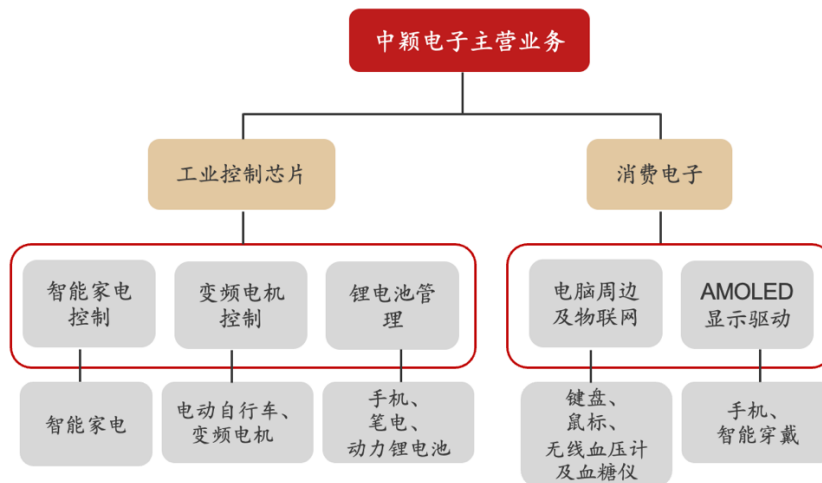 中颖电子主营业务
工业控制芯片
消费电子
智能家电
控制
变频电机
控制
锂电池管
理
电脑周边
及物联网
AMOLED
显示驱动
智能家电
电动自行车、
变频电机
手机、
笔电、
动力锂电池
键盘、
鼠标、
无线血压计
及血糖仪
手机、
智能穿戴